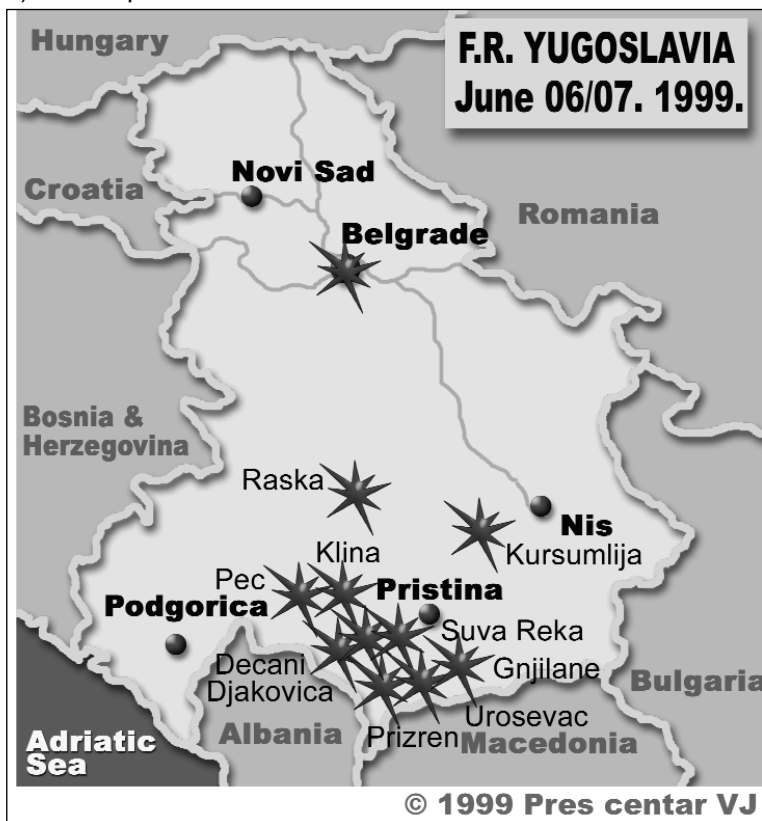 Hungary
F.R. YUGOSLAVIA
June 06/07. 1999.
Novi Sad
Croatia
Romania
Belgrade
Bosnia &
Herzegovina
Raska
Nis
Kursumlija
Klina
Pec
Pristina
Podgorica
Suva Reka
Decani
Gnjilane
Djakovica
Bulgaria
Urosevac
Prizren
Albania
Macedonia
Adriatic
Sea
© 1999 Pres centar VJ